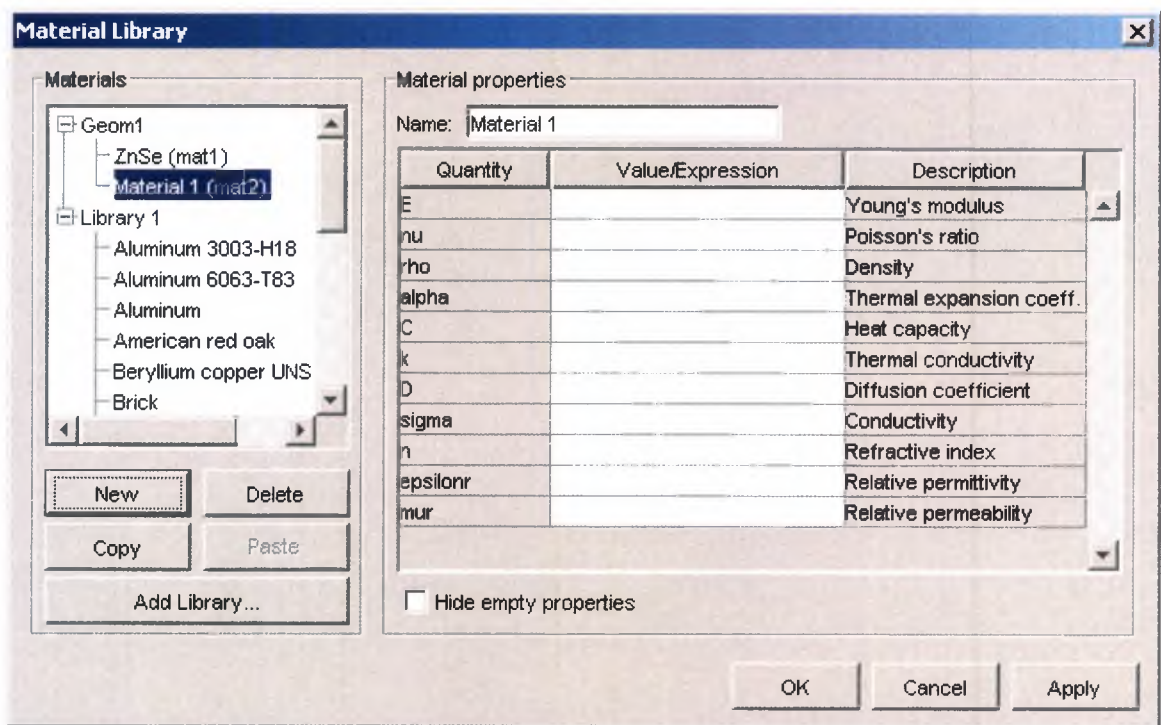 Material Library
Materials
Geom1
ZnSe (mat1)
Material 1 (mat2)
Library 1
Aluminum 3003-H18
Aluminum 6063-T83
Aluminum
American red oak
Beryllium copper UNS
Brick
New Delete
Copy Paste
Add Library...
Material properties
Name: Material 1
Quantity Value/Expression Description
E Young's modulus
nu Poisson's ratio
rho Density
alpha Thermal expansion coeff.
C Heat capacity
k Thermal conductivity
D Diffusion coefficient
sigma Conductivity
n Refractive index
epsilonr Relative permittivity
mur Relative permeability
Hide empty properties
OK Cancel Apply